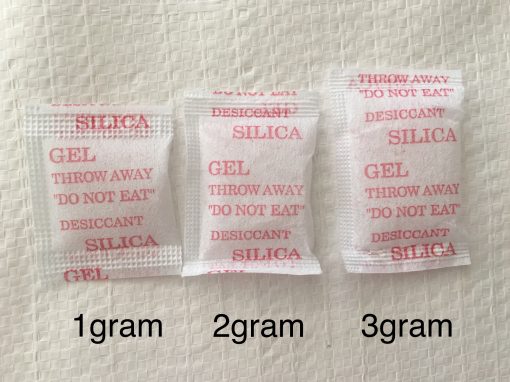 DESICCANT
SILICA
GEL
THROW AWAY
"DO NOT EAT"
DESICCANT
SILICA
GEL
"DO NOT EAT"
DESICCANT
SILICA
GEL
THROW AWAY
"DO NOT EAT"
DESICCANT
SILICA
GEL
THROW AWAY
"DO NOT EAT"
DESICCANT
SILICA
GEL
THROW AWAY
"DO NOT EAT"
DESICCANT
SILICA
1gram
2gram
3gram